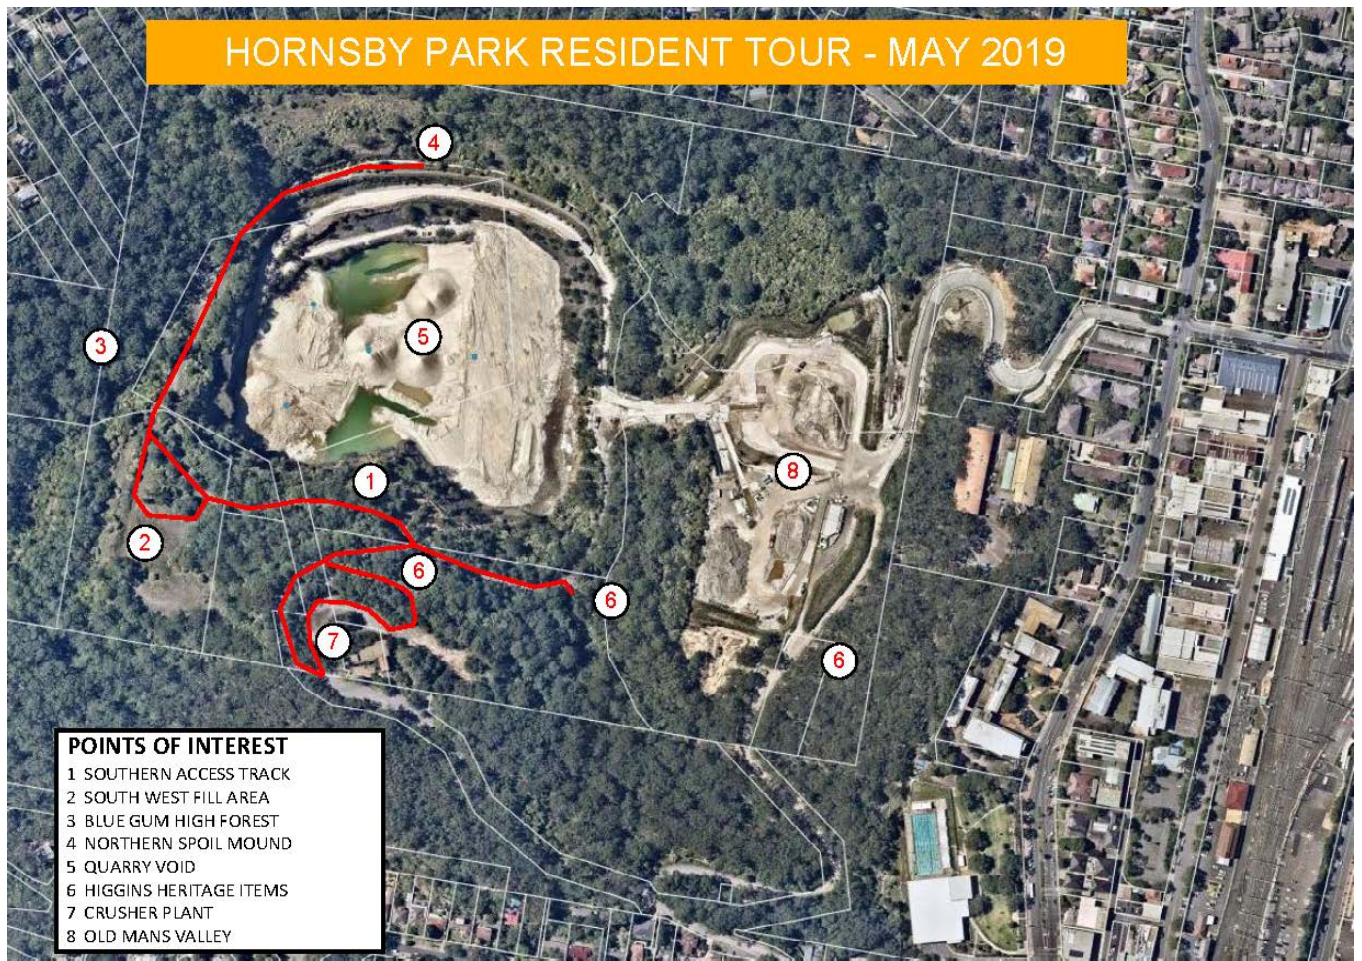 HORNSBY PARK RESIDENT TOUR - MAY 2019
4
3
5
1
8
2
6
6
7
6
POINTS OF INTEREST
1 SOUTHERN ACCESS TRACK
2 SOUTH WEST FILL AREA
3 BLUE GUM HIGH FOREST
4 NORTHERN SPOIL MOUND
5 QUARRY VOID
6 HIGGINS HERITAGE ITEMS
7 CRUSHER PLANT
8 OLD MANS VALLEY